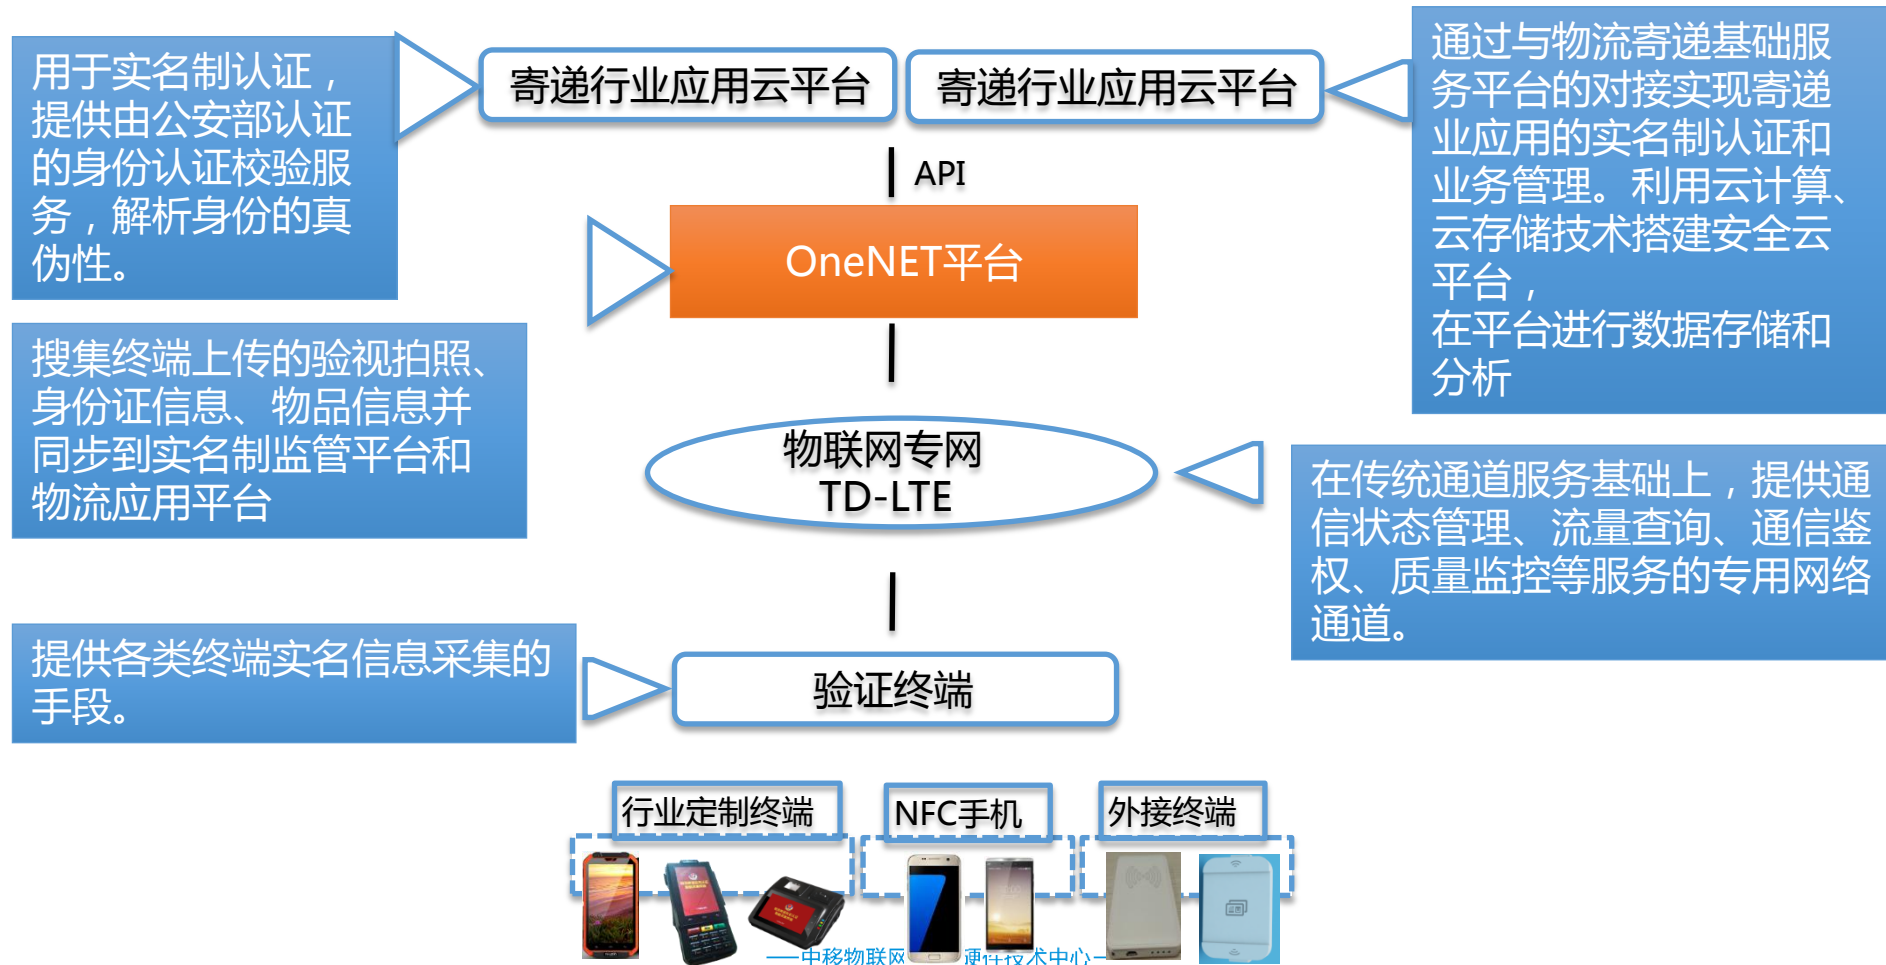 用于实名制认证，
提供由公安部认证
的身份认证校验服
务，解析身份的真
伪性。
寄递行业应用云平台
寄递行业应用云平台
通过与物流寄递基础服
务平台的对接实现寄递
业应用的实名制认证和
业务管理。利用云计算、
云存储技术搭建安全云
平台，
在平台进行数据存储和
分析
API
OneNET平台
搜集终端上传的验视拍照、
身份证信息、物品信息并
同步到实名制监管平台和
物流应用平台
物联网专网
TD-LTE
在传统通道服务基础上，提供通
信状态管理、流量查询、通信鉴
权、质量监控等服务的专用网络
通道。
提供各类终端实名信息采集的
手段。
验证终端
行业定制终端
NFC手机
外接终端
中移物联网 硬件技术中心